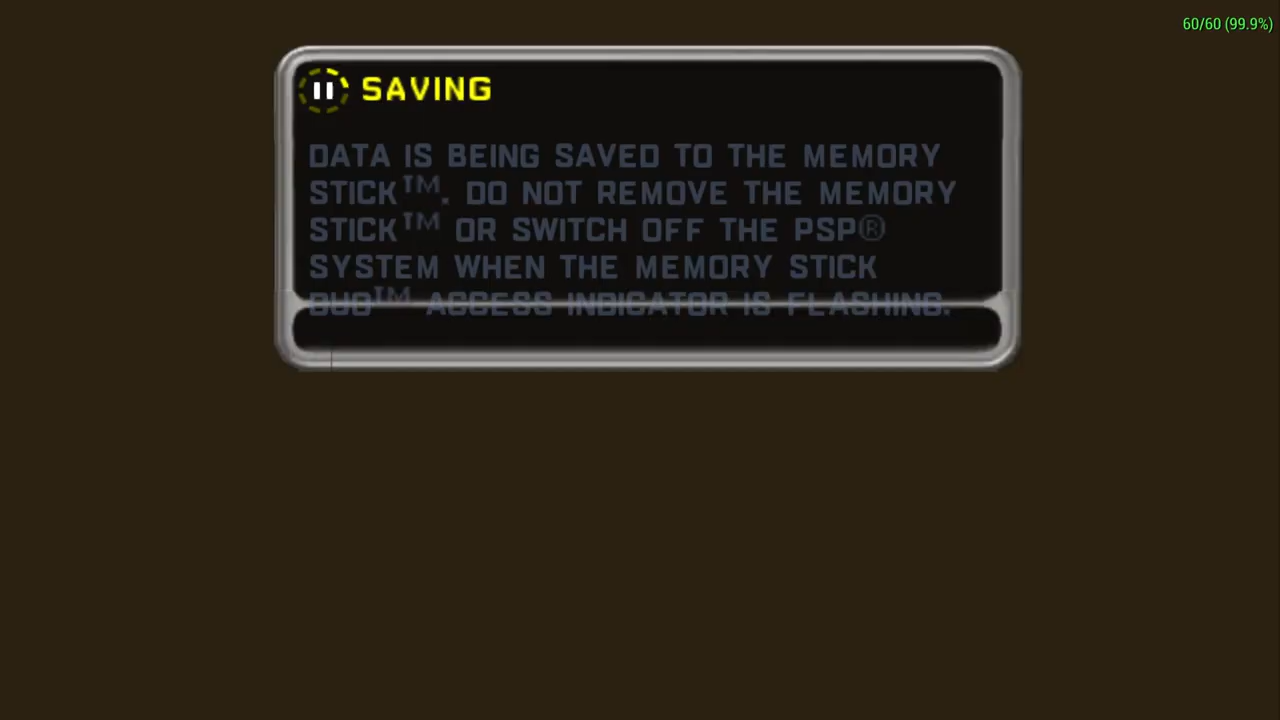 60/60 (99.9%)
SAVING
DATA IS BEING SAVED TO THE MEMORY
STICK™. DO NOT REMOVE THE MEMORY
STICK™ OR SWITCH OFF THE PSP®
SYSTEM WHEN THE MEMORY STICK
DUO™ ACCESS INDICATOR IS FLASHING.